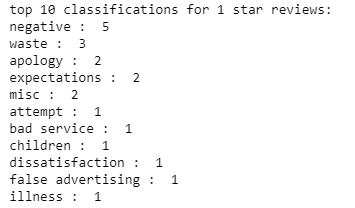 top 10 classifications for 1 star reviews:
negative :  5
waste :  3
apology :  2
expectations :  2
misc :  2
attempt :  1
bad service :  1
children :  1
dissatisfaction :  1
false advertising :  1
illness :  1